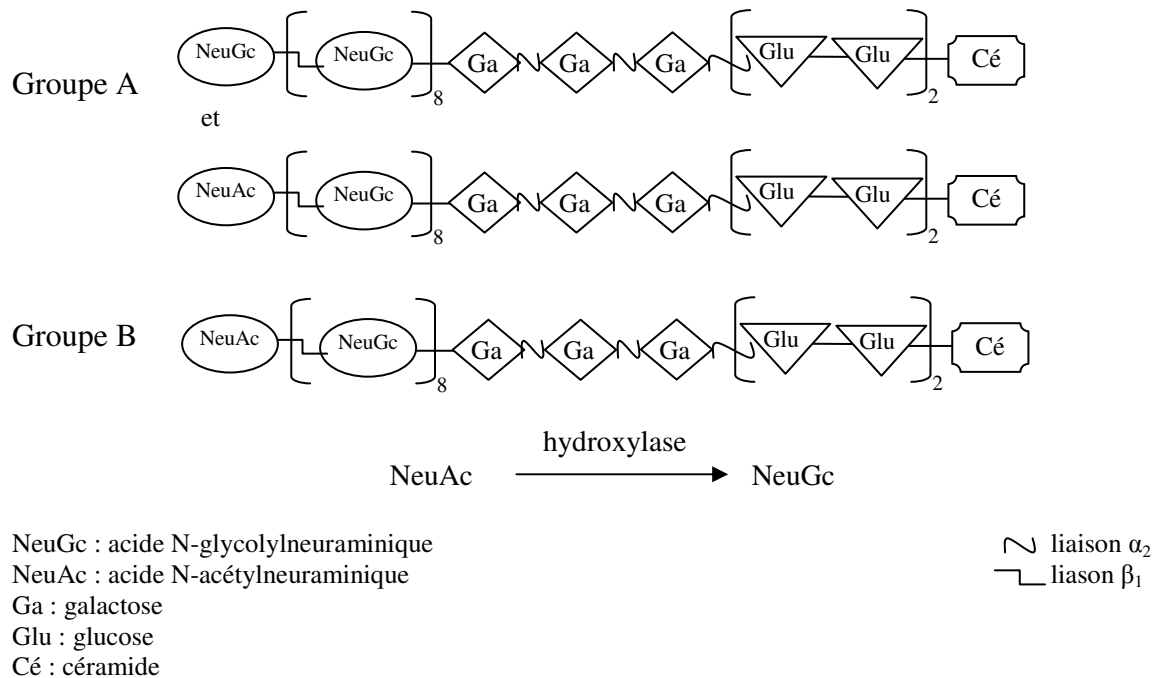 NeuGc NeuGc 8 Ga Ga Ga Glu Glu 2 Cé
Groupe A
et
NeuAc NeuGc 8 Ga Ga Ga Glu Glu 2 Cé
Groupe B NeuAc NeuGc 8 Ga Ga Ga Glu Glu 2 Cé
hydroxylase
NeuAc NeuGc
NeuGc : acide N-glycolylneuraminique
NeuAc : acide N-acétylneuraminique
Ga : galactose
Glu : glucose
Cé : céramide
liaison α₂
liason β₁